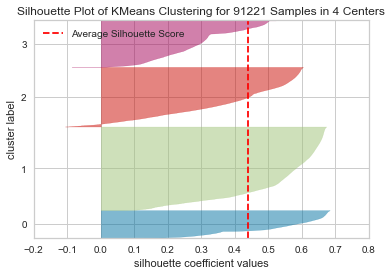 Silhouette Plot of KMeans Clustering for 91221 Samples in 4 Centers
Average Silhouette Score
3
2
1
0
cluster label
-0.2 -0.1 0.0 0.1 0.2 0.3 0.4 0.5 0.6 0.7 0.8
silhouette coefficient values